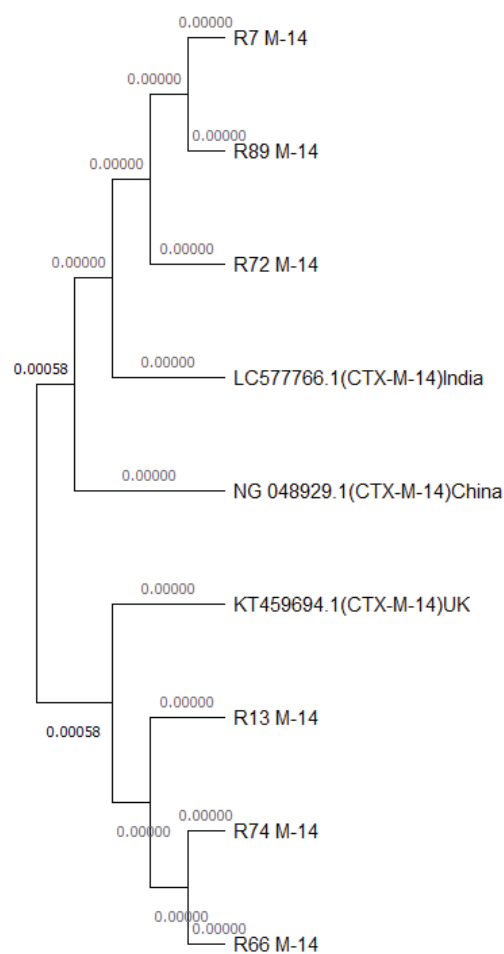 0.00000
R7 M-14
0.00000
0.00000
R89 M-14
0.00000
0.00000
R72 M-14
0.00000
0.00000
LC577766.1(CTX-M-14)India
0.00058
0.00000
NG 048929.1(CTX-M-14)China
0.00000
KT459694.1(CTX-M-14)UK
0.00000
R13 M-14
0.00058
0.00000
0.00000
R74 M-14
0.00000
0.00000
R66 M-14